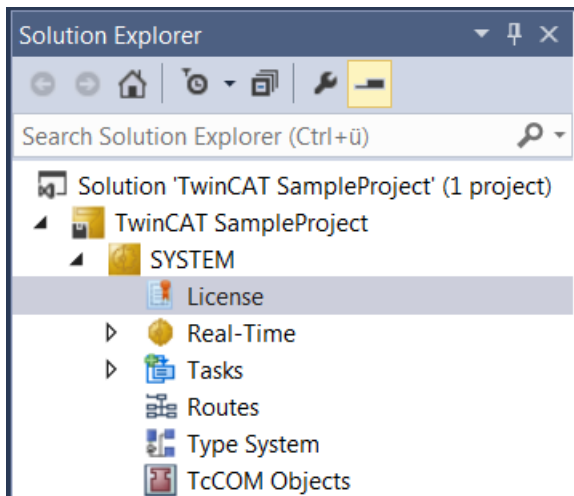 Solution Explorer
Search Solution Explorer (Ctrl+ü)
Solution 'TwinCAT SampleProject' (1 project)
TwinCAT SampleProject
SYSTEM
License
Real-Time
Tasks
Routes
Type System
TcCOM Objects